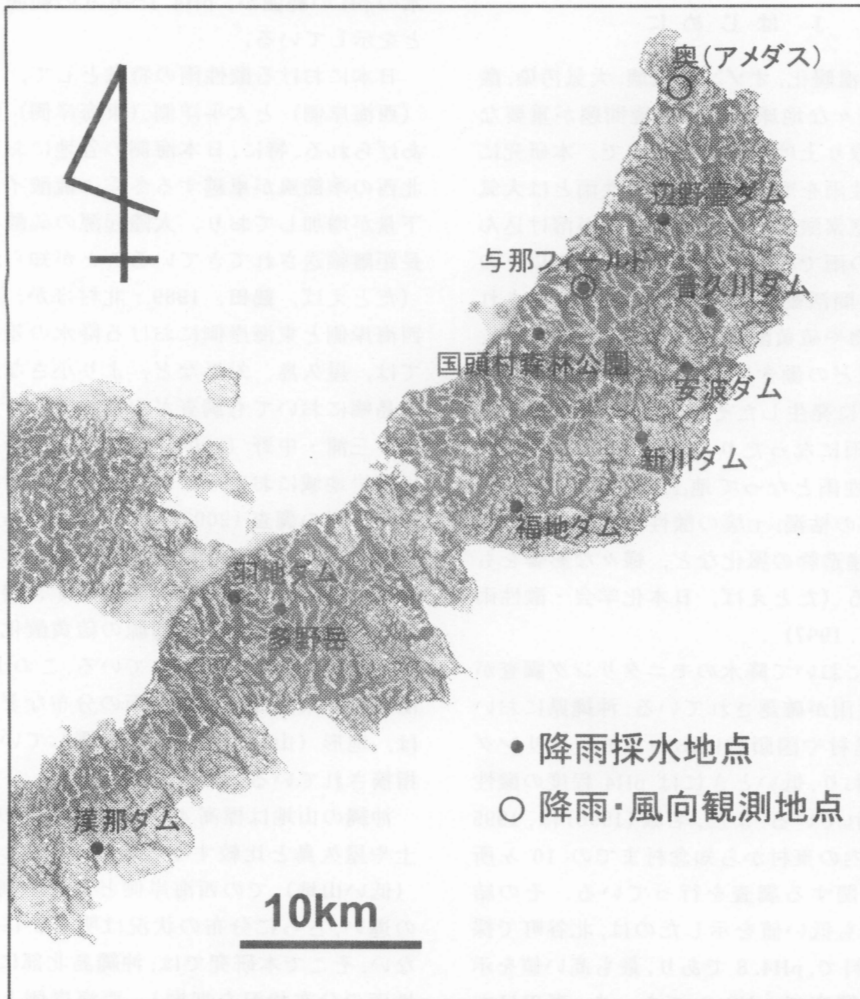 奥(アメダス)
辺野喜ダム
与那フィールド
普久川ダム
国頭村森林公園
安波ダム
新川ダム
福地ダム
羽地ダム
多野岳
漢那ダム
降雨採水地点
降雨・風向観測地点
10km